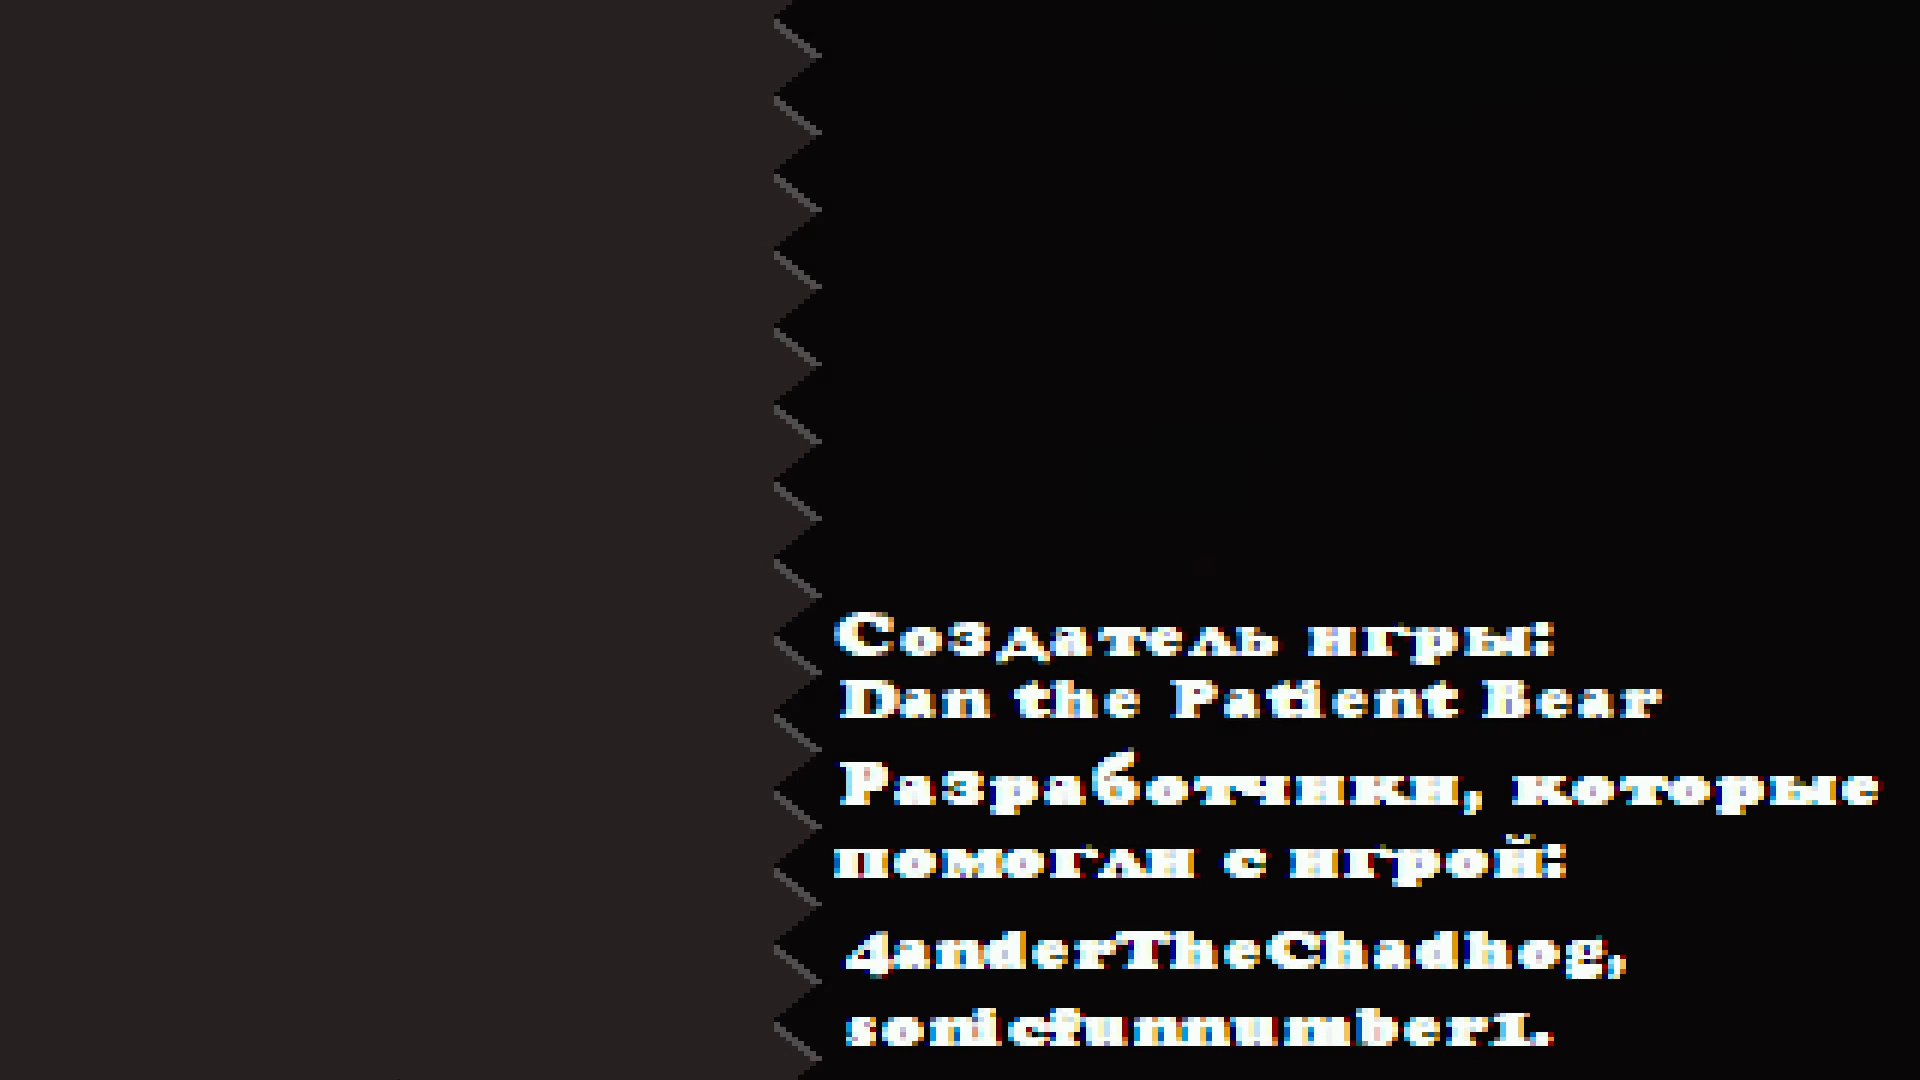 Создатель игры:
Dan the Patient Bear
Разработчики, которые
помогли с игрой:
4anderTheChadhog,
sonicfunnumber1.